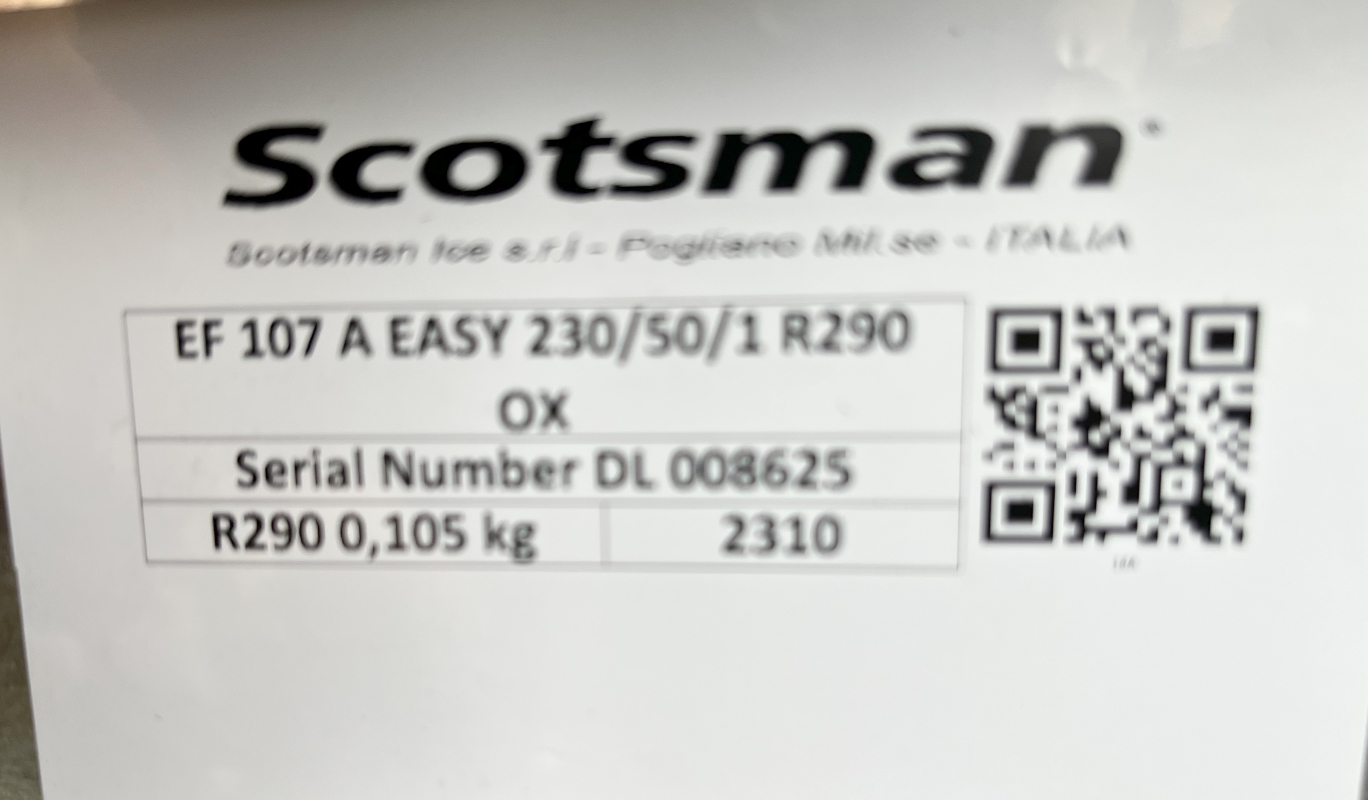 Scotsman
Scotsman Ice s.r.l - Pogliano Mil.se - ITALIA
EF 107 A EASY 230/50/1 R290
OX
Serial Number DL 008625
R290 0,105 kg 2310